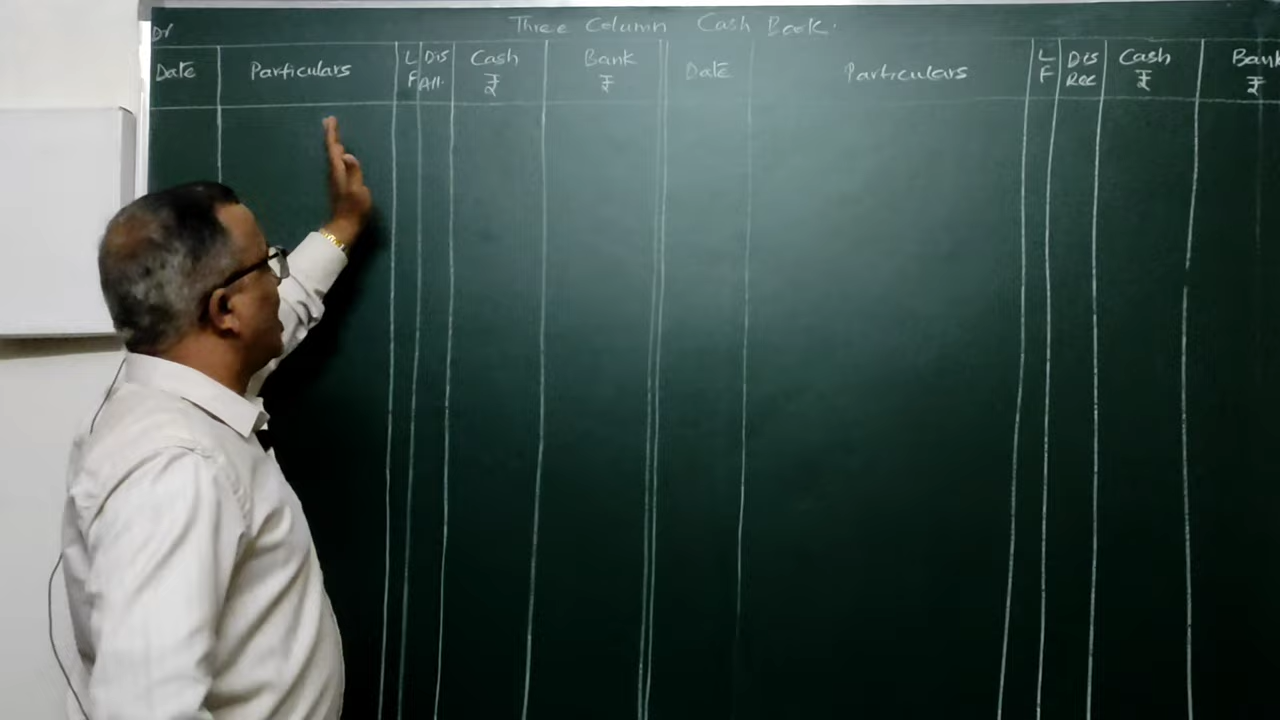 Dr Three Column Cash Book.
Date Particulars L F Dis All. Cash ₹ Bank ₹ Date Particulars L F Dis Rec Cash ₹ Bank ₹